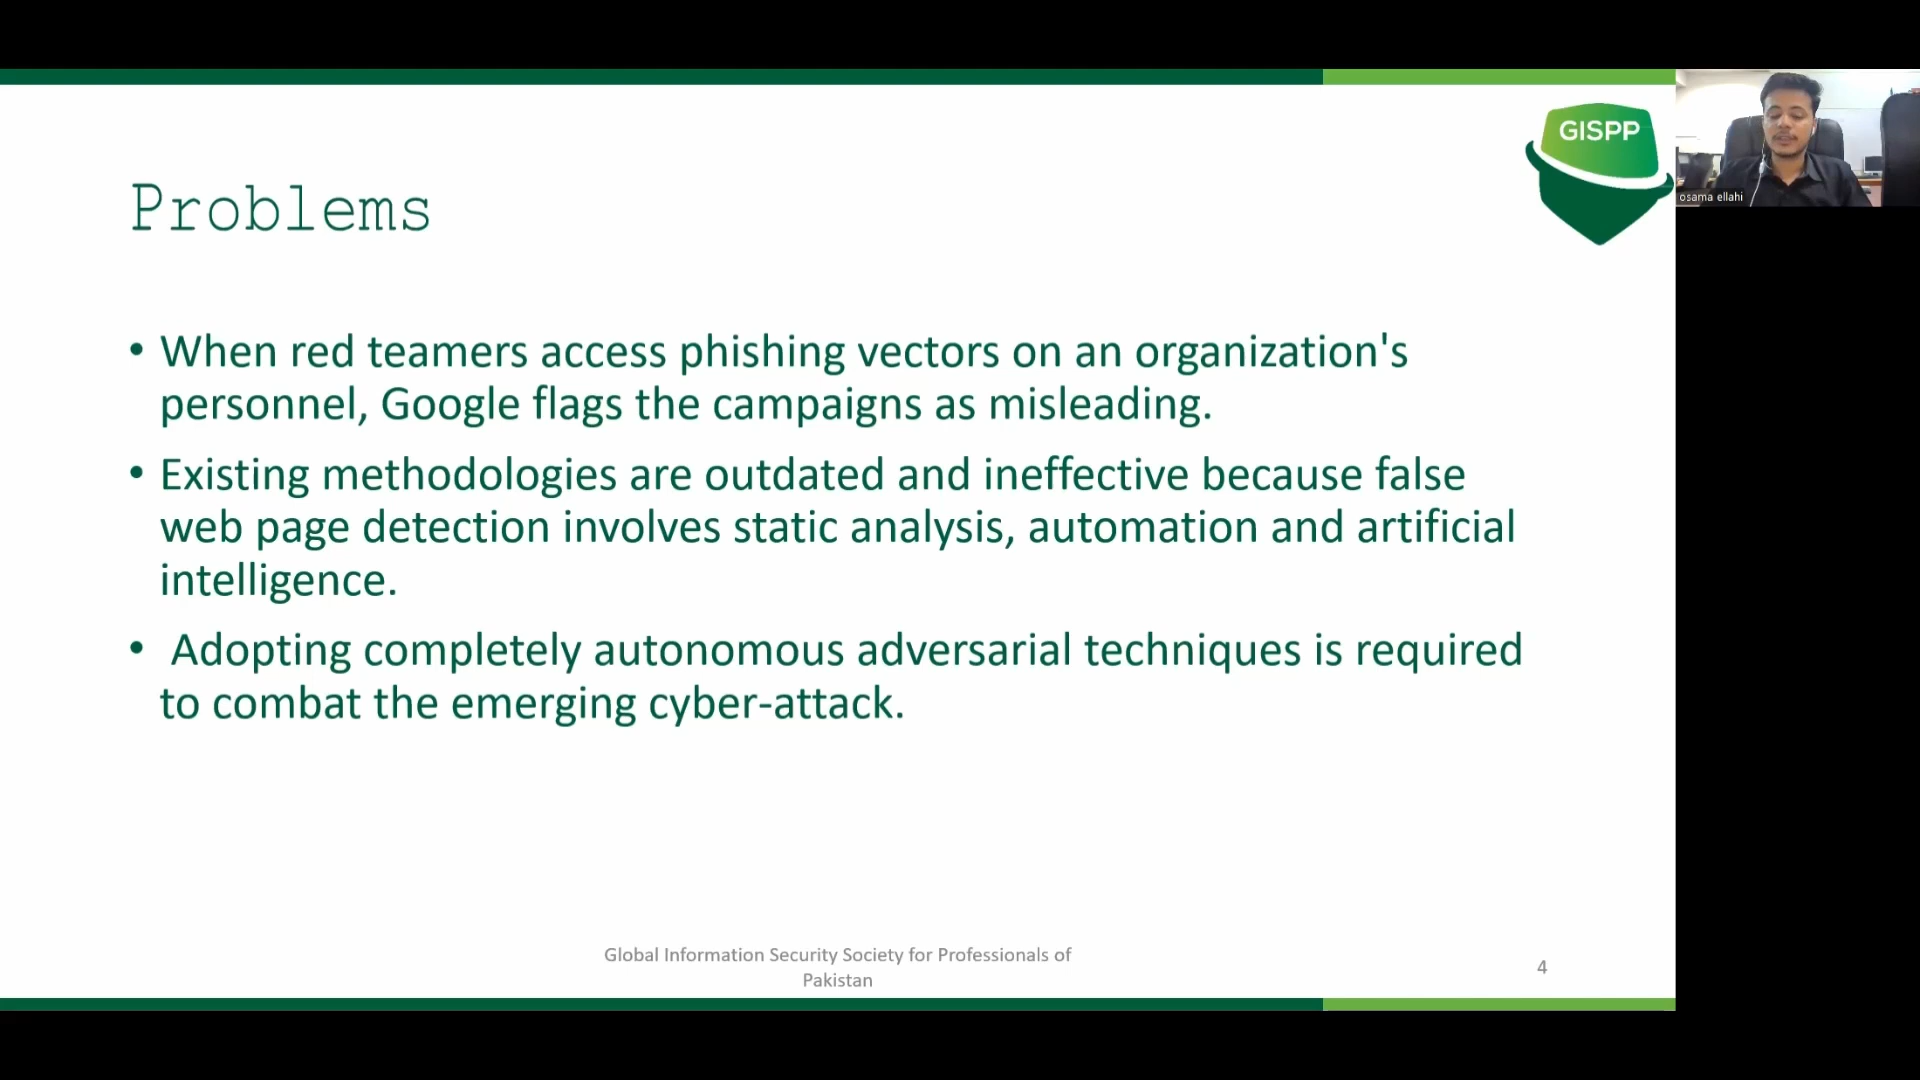 GISPP
osama ellahi
Problems
• When red teamers access phishing vectors on an organization's
personnel, Google flags the campaigns as misleading.
• Existing methodologies are outdated and ineffective because false
web page detection involves static analysis, automation and artificial
intelligence.
• Adopting completely autonomous adversarial techniques is required
to combat the emerging cyber-attack.
Global Information Security Society for Professionals of
Pakistan
4